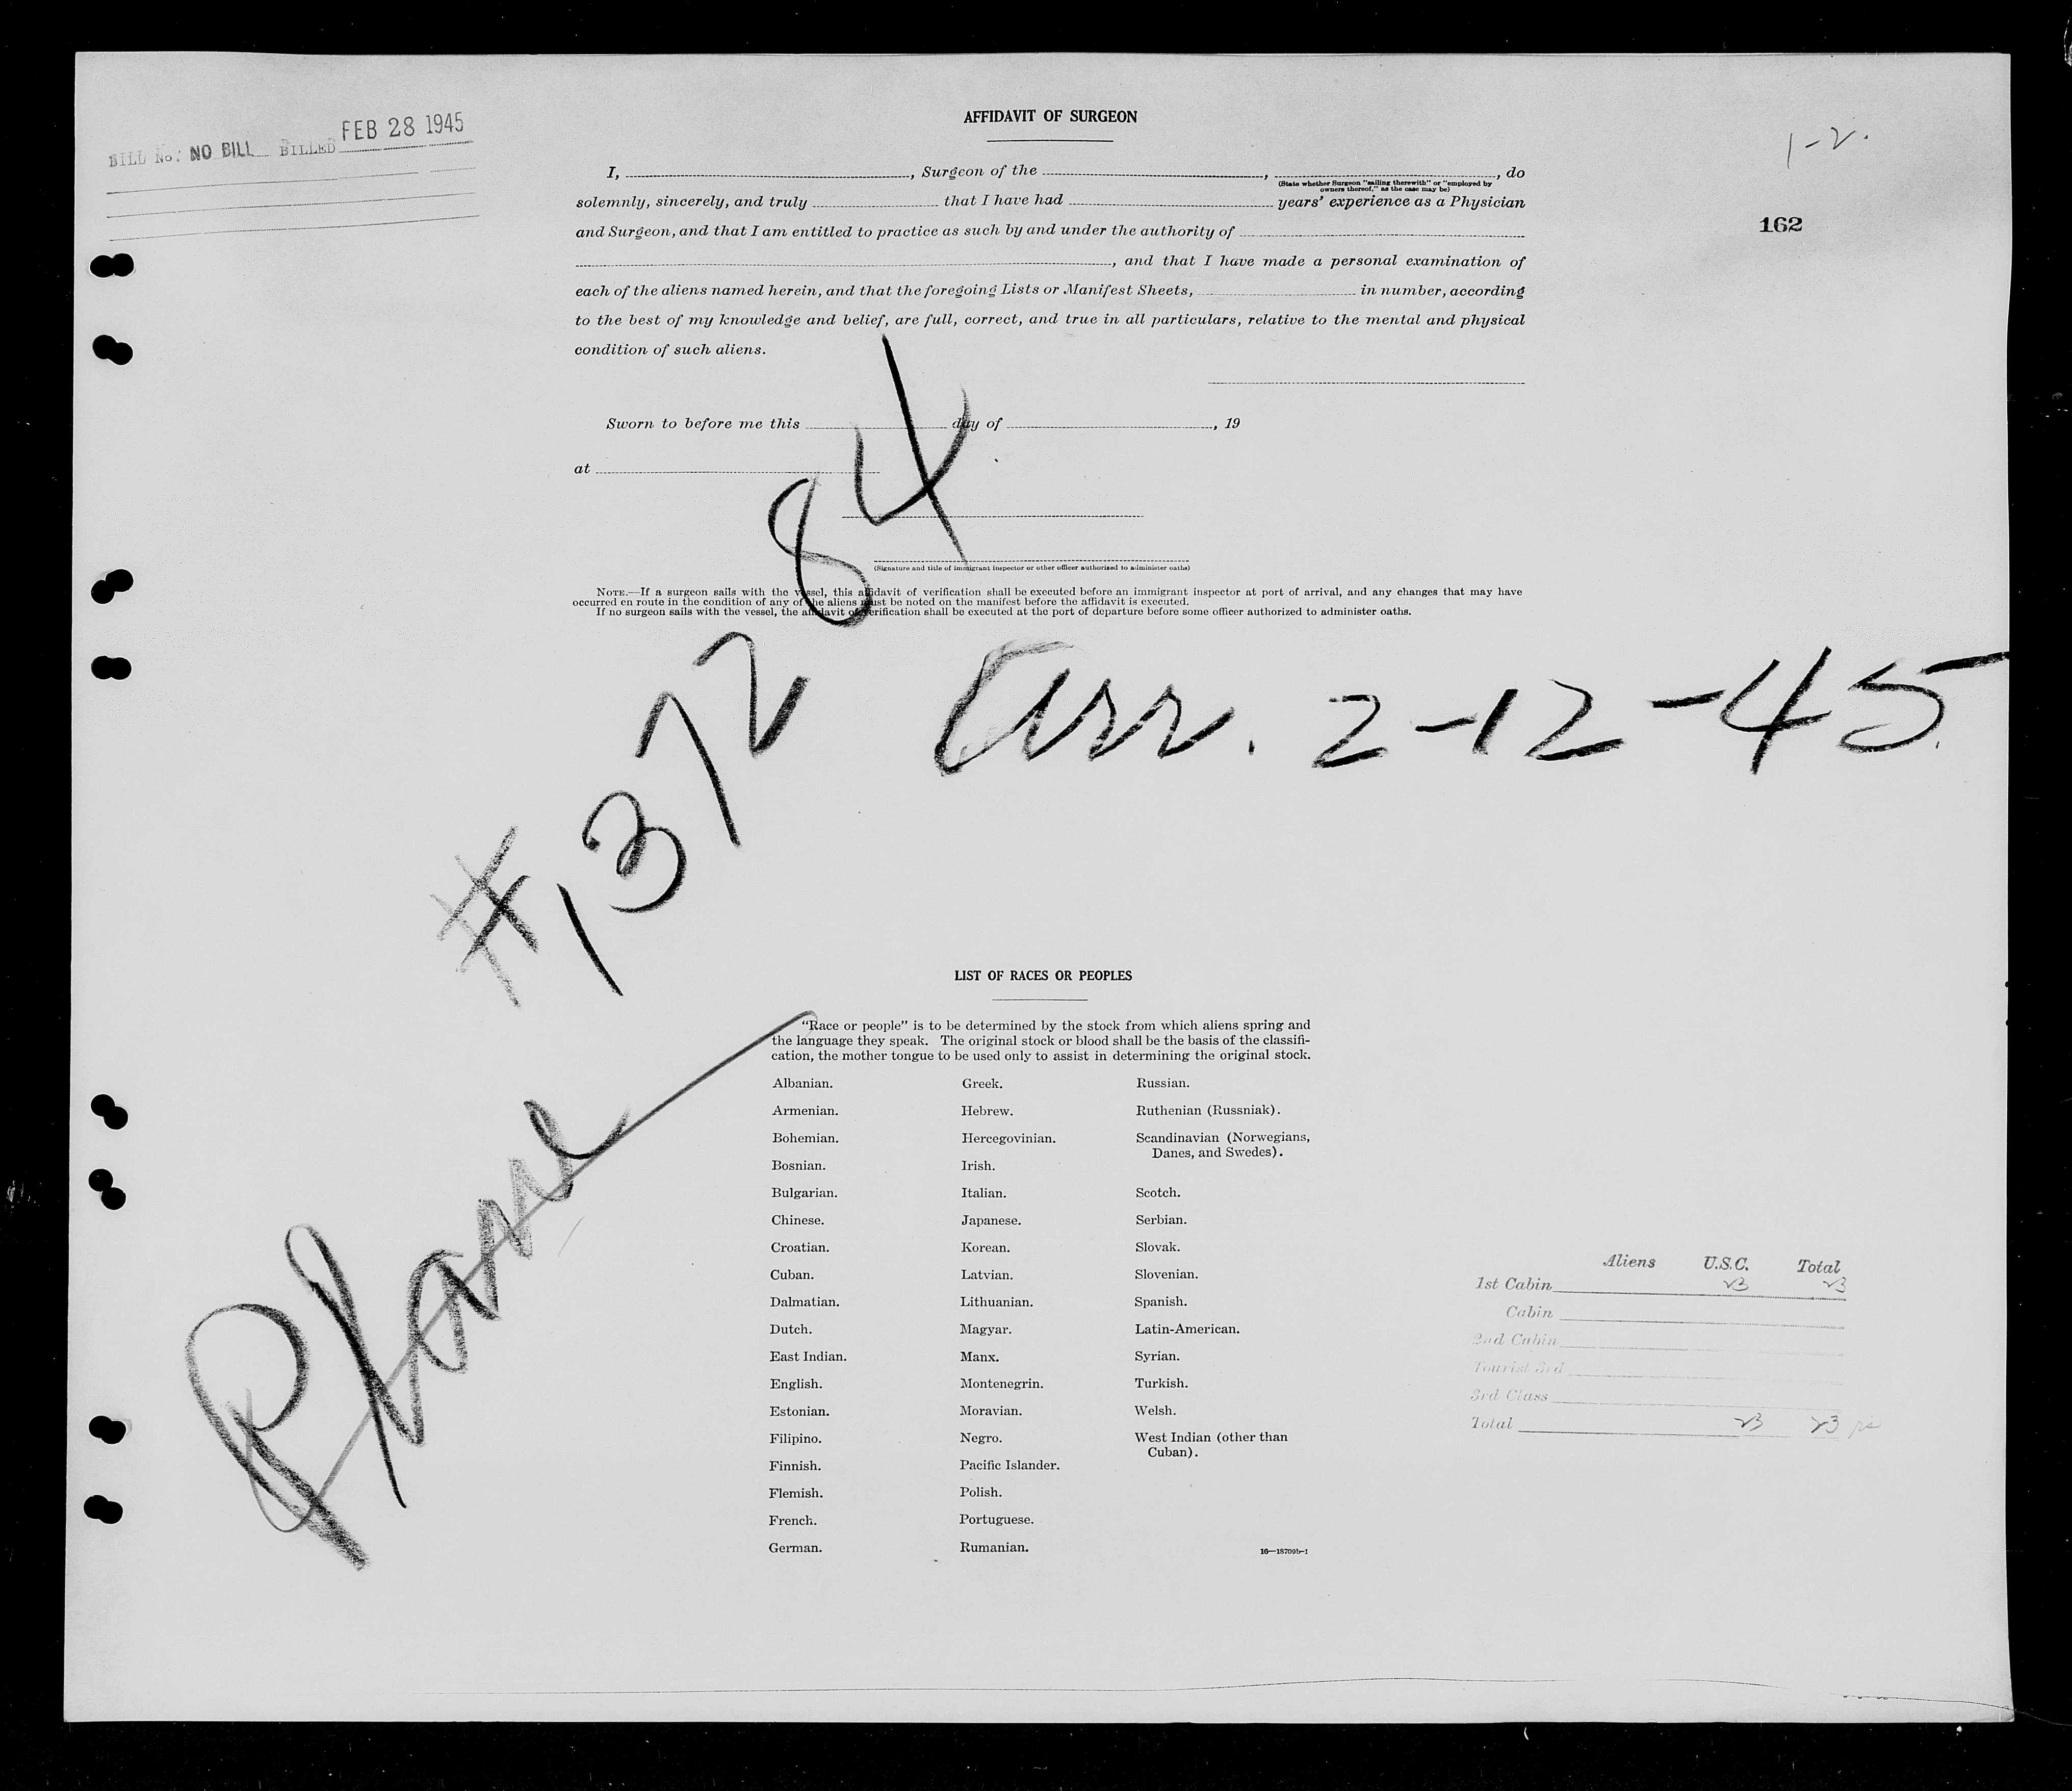 AFFIDAVIT OF SURGEON
BILL No. NO BILL BILLED FEB 28 1945
1-2.
162
I, , Surgeon of the , , do
(State whether Surgeon "sailing therewith" or "employed by
owners thereof," as the case may be)
solemnly, sincerely, and truly that I have had years' experience as a Physician
and Surgeon, and that I am entitled to practice as such by and under the authority of
, and that I have made a personal examination of
each of the aliens named herein, and that the foregoing Lists or Manifest Sheets, in number, according
to the best of my knowledge and belief, are full, correct, and true in all particulars, relative to the mental and physical
condition of such aliens.
Sworn to before me this day of , 19
at
(Signature and title of immigrant inspector or other officer authorized to administer oaths)
NOTE.—If a surgeon sails with the vessel, this affidavit of verification shall be executed before an immigrant inspector at port of arrival, and any changes that may have
occurred en route in the condition of any of the aliens must be noted on the manifest before the affidavit is executed.
If no surgeon sails with the vessel, the affidavit of verification shall be executed at the port of departure before some officer authorized to administer oaths.
Plane #137284
Arr. 2-12-45.
LIST OF RACES OR PEOPLES
"Race or people" is to be determined by the stock from which aliens spring and
the language they speak. The original stock or blood shall be the basis of the classifi-
cation, the mother tongue to be used only to assist in determining the original stock.
Albanian. Greek. Russian.
Armenian. Hebrew. Ruthenian (Russniak).
Bohemian. Hercegovinian. Scandinavian (Norwegians,
Danes, and Swedes).
Bosnian. Irish.
Bulgarian. Italian. Scotch.
Chinese. Japanese. Serbian.
Croatian. Korean. Slovak.
Cuban. Latvian. Slovenian.
Dalmatian. Lithuanian. Spanish.
Dutch. Magyar. Latin-American.
East Indian. Manx. Syrian.
English. Montenegrin. Turkish.
Estonian. Moravian. Welsh.
Filipino. Negro. West Indian (other than
Cuban).
Finnish. Pacific Islander.
Flemish. Polish.
French. Portuguese.
German. Rumanian.
16—18709b-1
Aliens U.S.C. Total
1st Cabin 23 23
Cabin
2nd Cabin
Tourist 3rd
3rd Class
Total 23 23